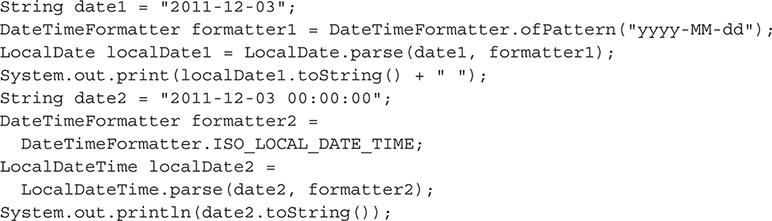 String date1 = "2011-12-03";
DateTimeFormatter formatter1 = DateTimeFormatter.ofPattern("yyyy-MM-dd");
LocalDate localDate1 = LocalDate.parse(date1, formatter1);
System.out.print(localDate1.toString() + " ");
String date2 = "2011-12-03 00:00:00";
DateTimeFormatter formatter2 =
  DateTimeFormatter.ISO_LOCAL_DATE_TIME;
LocalDateTime localDate2 =
  LocalDateTime.parse(date2, formatter2);
System.out.println(date2.toString());